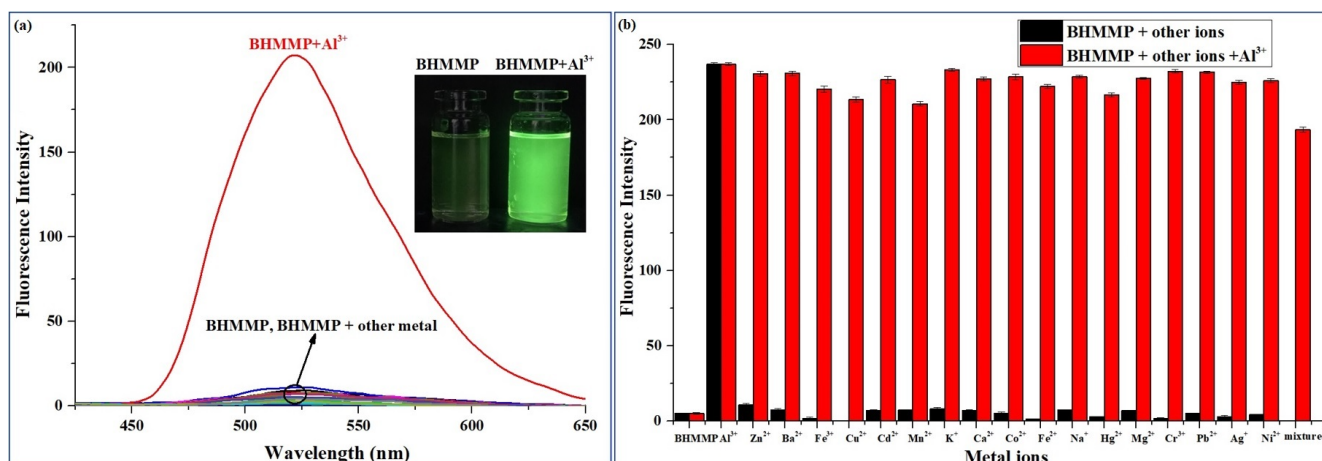 (a)
BHMMP+Al³⁺
BHMMP BHMMP+Al³⁺
BHMMP, BHMMP + other metal
Fluorescence Intensity
200
150
100
50
0
450 500 550 600 650
Wavelength (nm)
(b)
BHMMP + other ions
BHMMP + other ions +Al³⁺
Fluorescence Intensity
250
200
150
100
50
0
BHMMP Al³⁺ Zn²⁺ Ba²⁺ Fe³⁺ Cu²⁺ Cd²⁺ Mn²⁺ K⁺ Ca²⁺ Co²⁺ Fe²⁺ Na⁺ Hg²⁺ Mg²⁺ Cr³⁺ Pb²⁺ Ag⁺ Ni²⁺ mixture
Metal ions